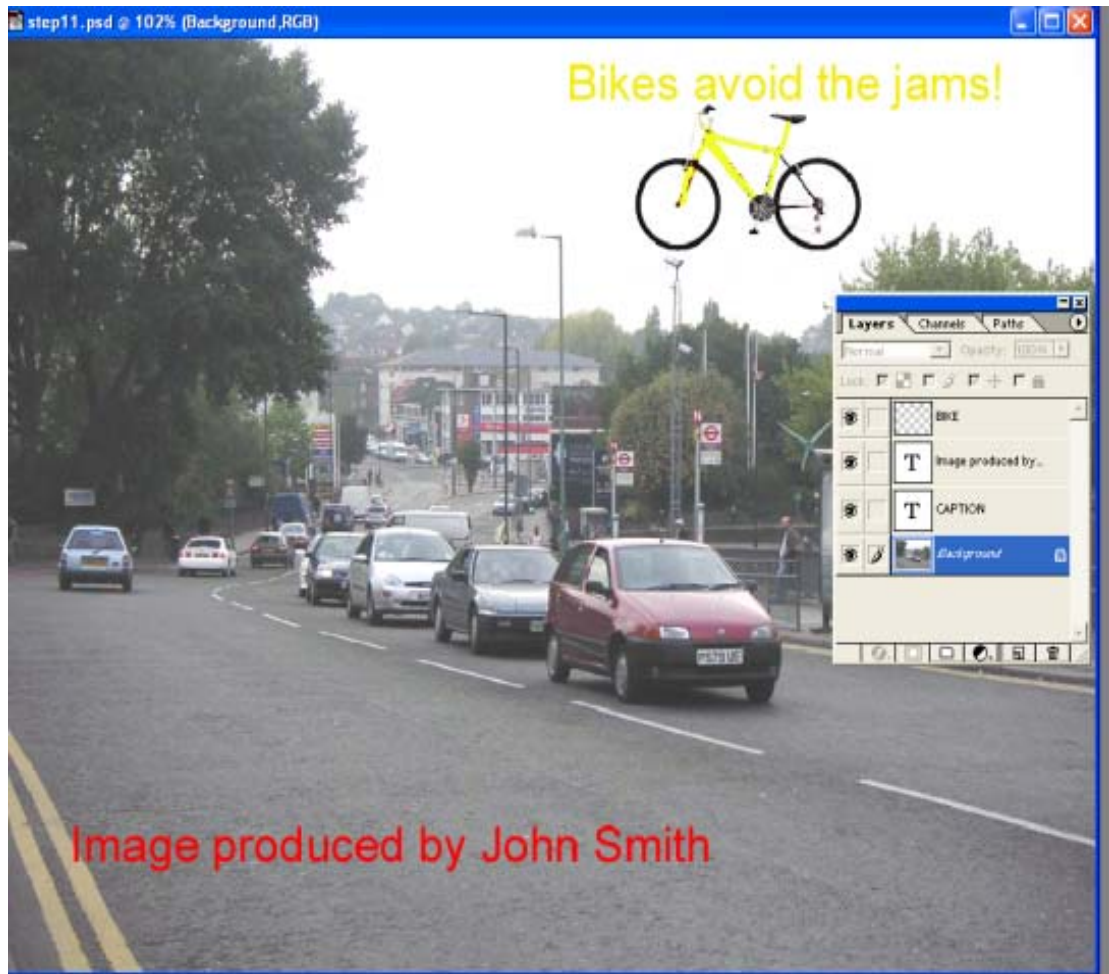 step11.psd @ 102% (Background,RGB)
Bikes avoid the jams!
Layers Channels Paths
Normal Opacity: 100%
Lock:
BIKE
T Image produced by...
T CAPTION
Background
Image produced by John Smith